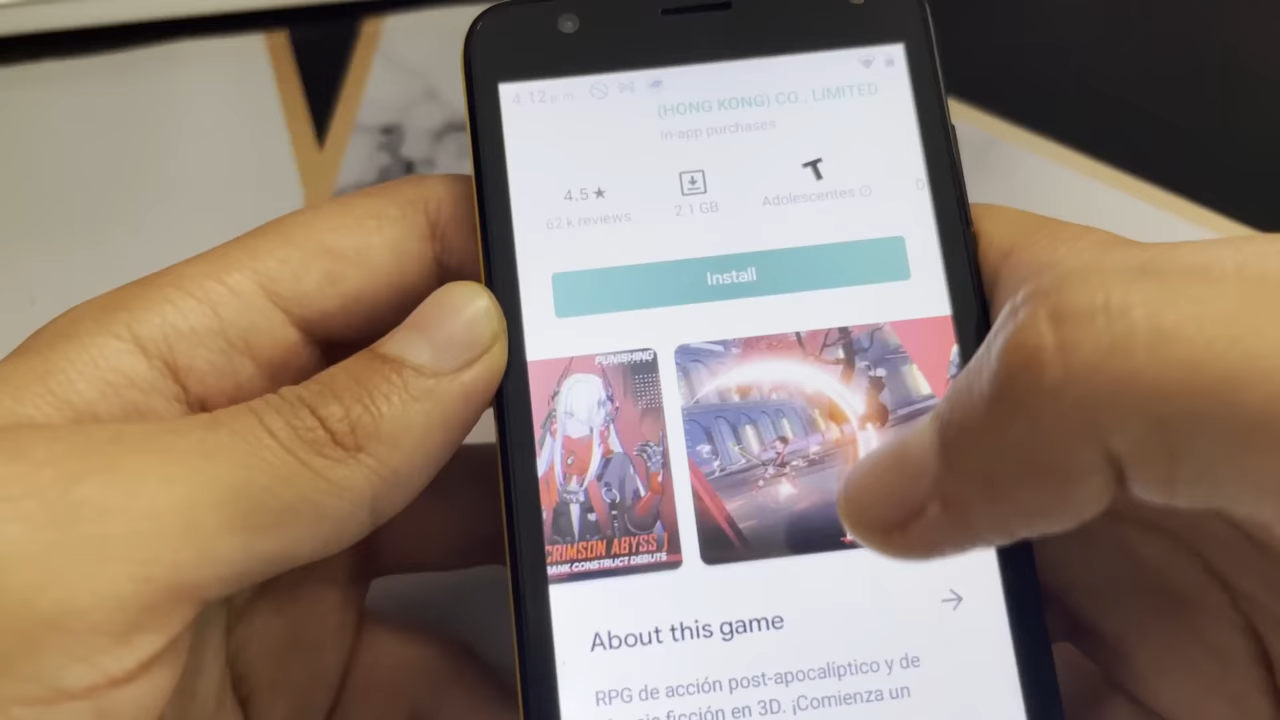 4:12 p. m.
(HONG KONG) CO., LIMITED
In-app purchases
4.5★
62 k reviews
2.1 GB
T
Adolescentes
D
Install
PUNISHING
CRIMSON ABYSS
RANK CONSTRUCT DEBUTS
About this game
RPG de acción post-apocalíptico y de
ficción en 3D. ¡Comienza un